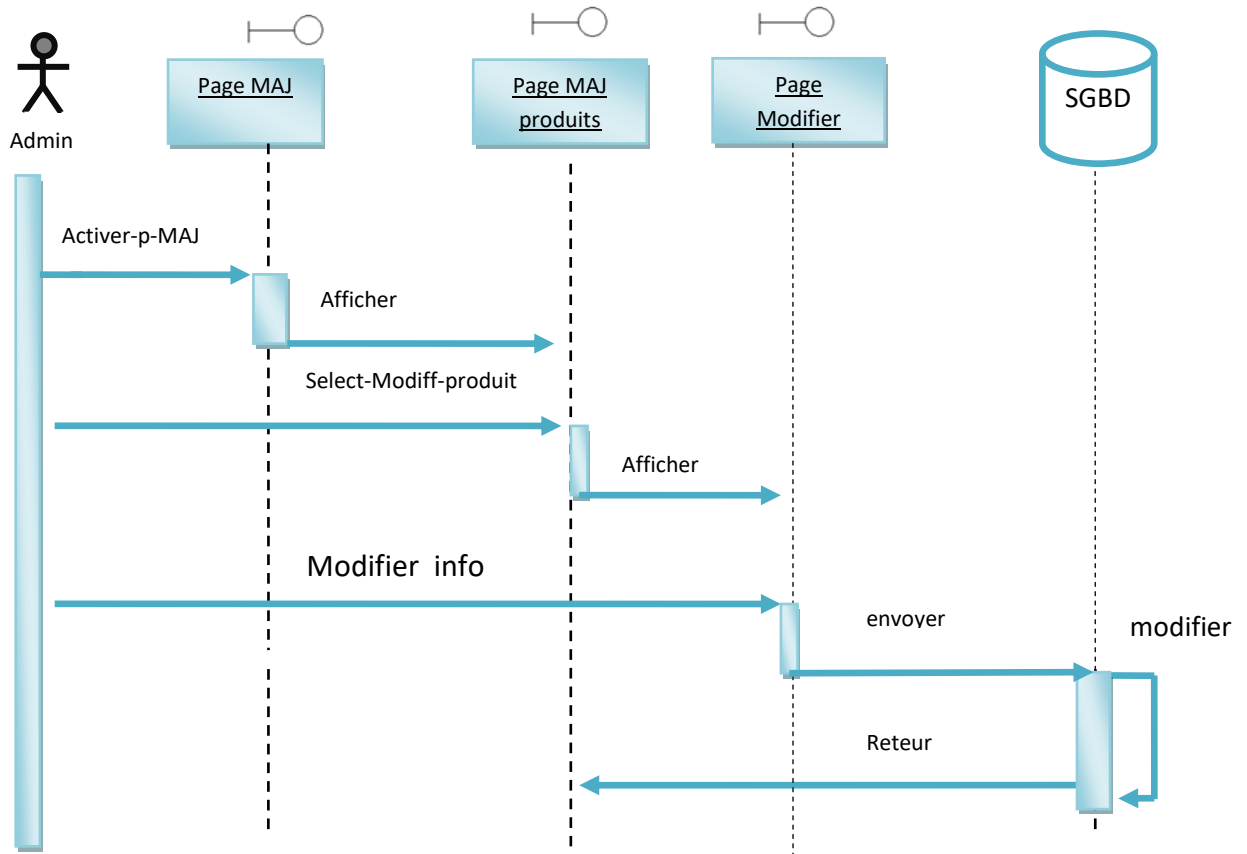 Admin
Page MAJ
Page MAJ
produits
Page
Modifier
SGBD
Activer-p-MAJ
Afficher
Select-Modiff-produit
Afficher
Modifier info
envoyer
modifier
Reteur